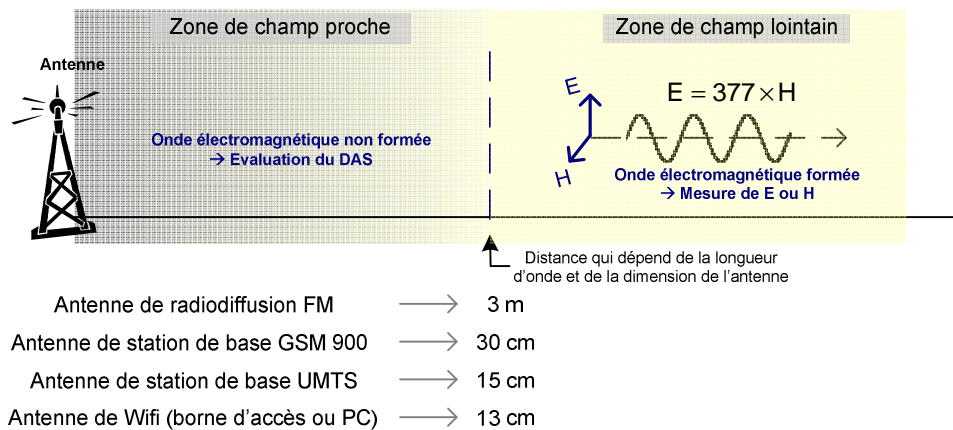 Zone de champ proche
Zone de champ lointain
Antenne
E
E = 377 × H
Onde électromagnétique non formée
→ Evaluation du DAS
H
Onde électromagnétique formée
→ Mesure de E ou H
Distance qui dépend de la longueur
d'onde et de la dimension de l'antenne
Antenne de radiodiffusion FM → 3 m
Antenne de station de base GSM 900 → 30 cm
Antenne de station de base UMTS → 15 cm
Antenne de Wifi (borne d'accès ou PC) → 13 cm